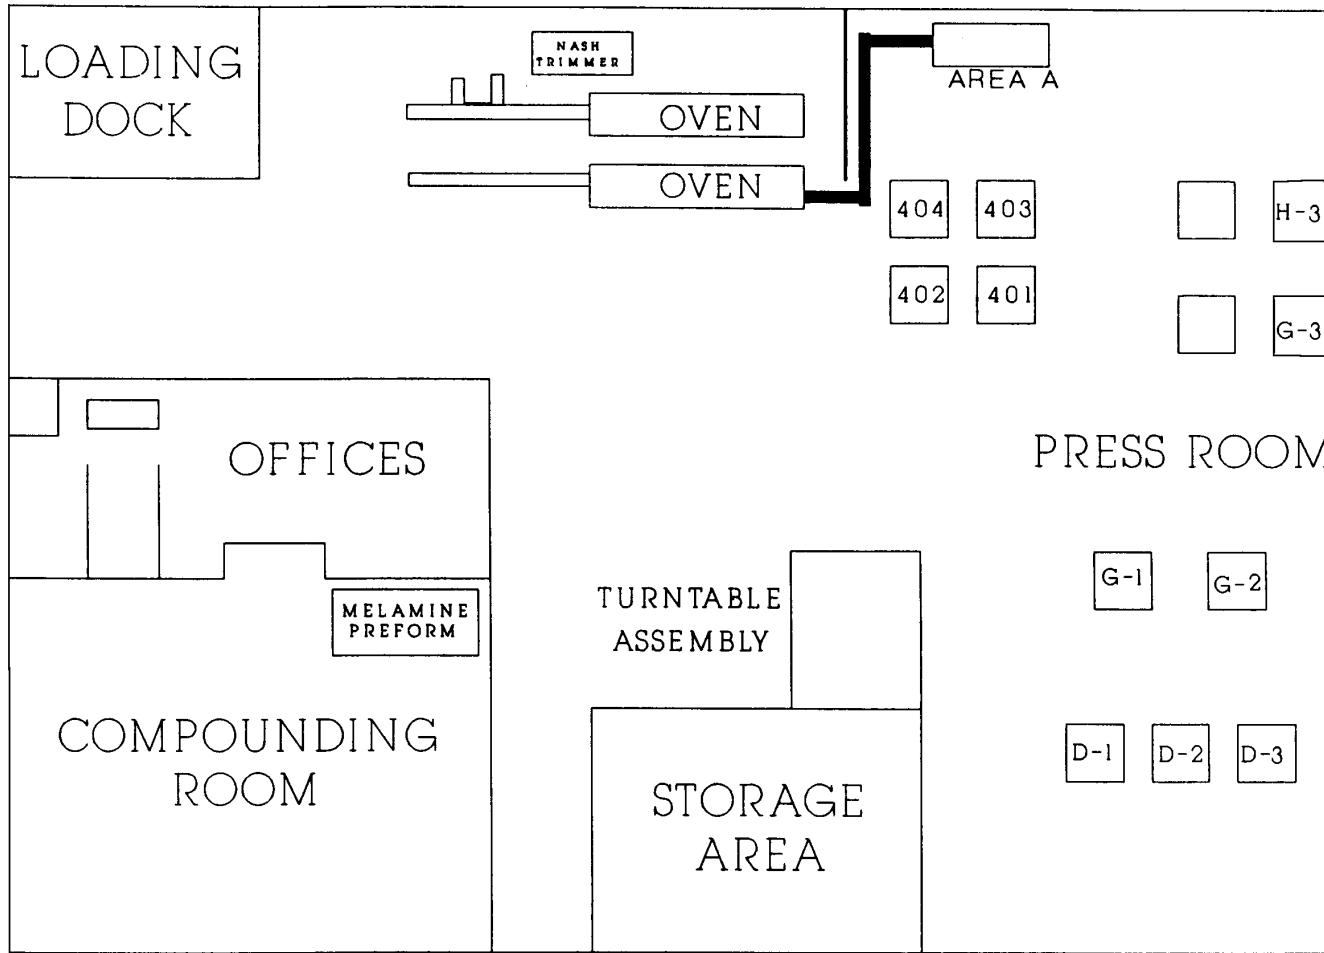 LOADING
DOCK
NASH
TRIMMER
OVEN
OVEN
AREA A
404
403
402
401
H-3
G-3
OFFICES
PRESS ROOM
MELAMINE
PREFORM
TURNTABLE
ASSEMBLY
G-1
G-2
COMPOUNDING
ROOM
STORAGE
AREA
D-1
D-2
D-3